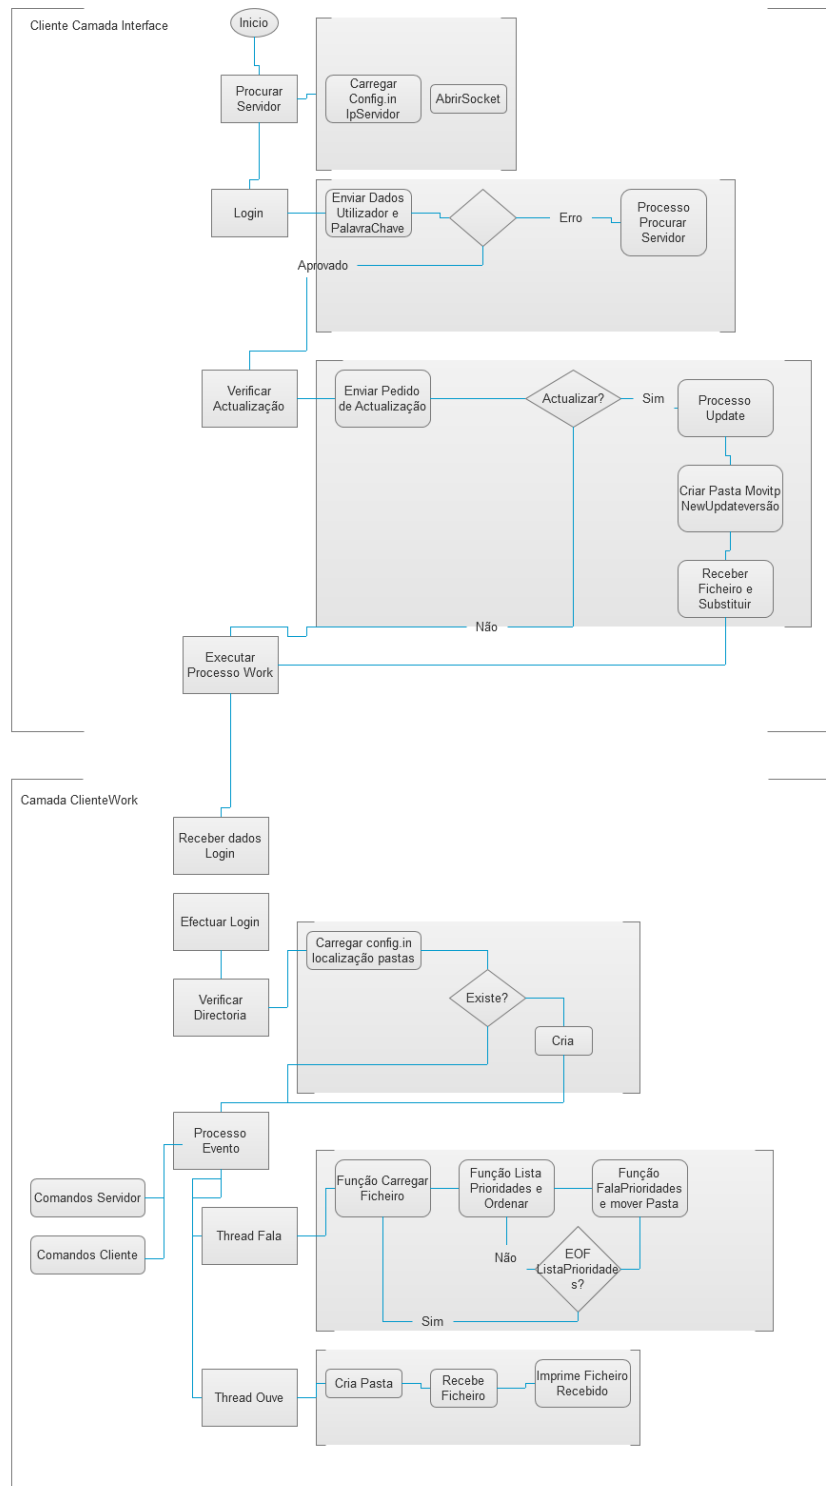 Cliente Camada Interface
Inicio
Procurar
Servidor
Carregar
Config.in
IpServidor
AbrirSocket
Login
Enviar Dados
Utilizador e
PalavraChave
Erro
Processo
Procurar
Servidor
Aprovado
Verificar
Actualização
Enviar Pedido
de Actualização
Actualizar?
Sim
Processo
Update
Criar Pasta Movitp
NewUpdateversão
Receber
Ficheiro e
Substituir
Não
Executar
Processo Work
Camada ClienteWork
Receber dados
Login
Efectuar Login
Verificar
Directoria
Carregar config.in
localização pastas
Existe?
Cria
Processo
Evento
Comandos Servidor
Comandos Cliente
Thread Fala
Função Carregar
Ficheiro
Função Lista
Prioridades e
Ordenar
Função
FalaPrioridades
e mover Pasta
Não
EOF
ListaPrioridade
s?
Sim
Thread Ouve
Cria Pasta
Recebe
Ficheiro
Imprime Ficheiro
Recebido